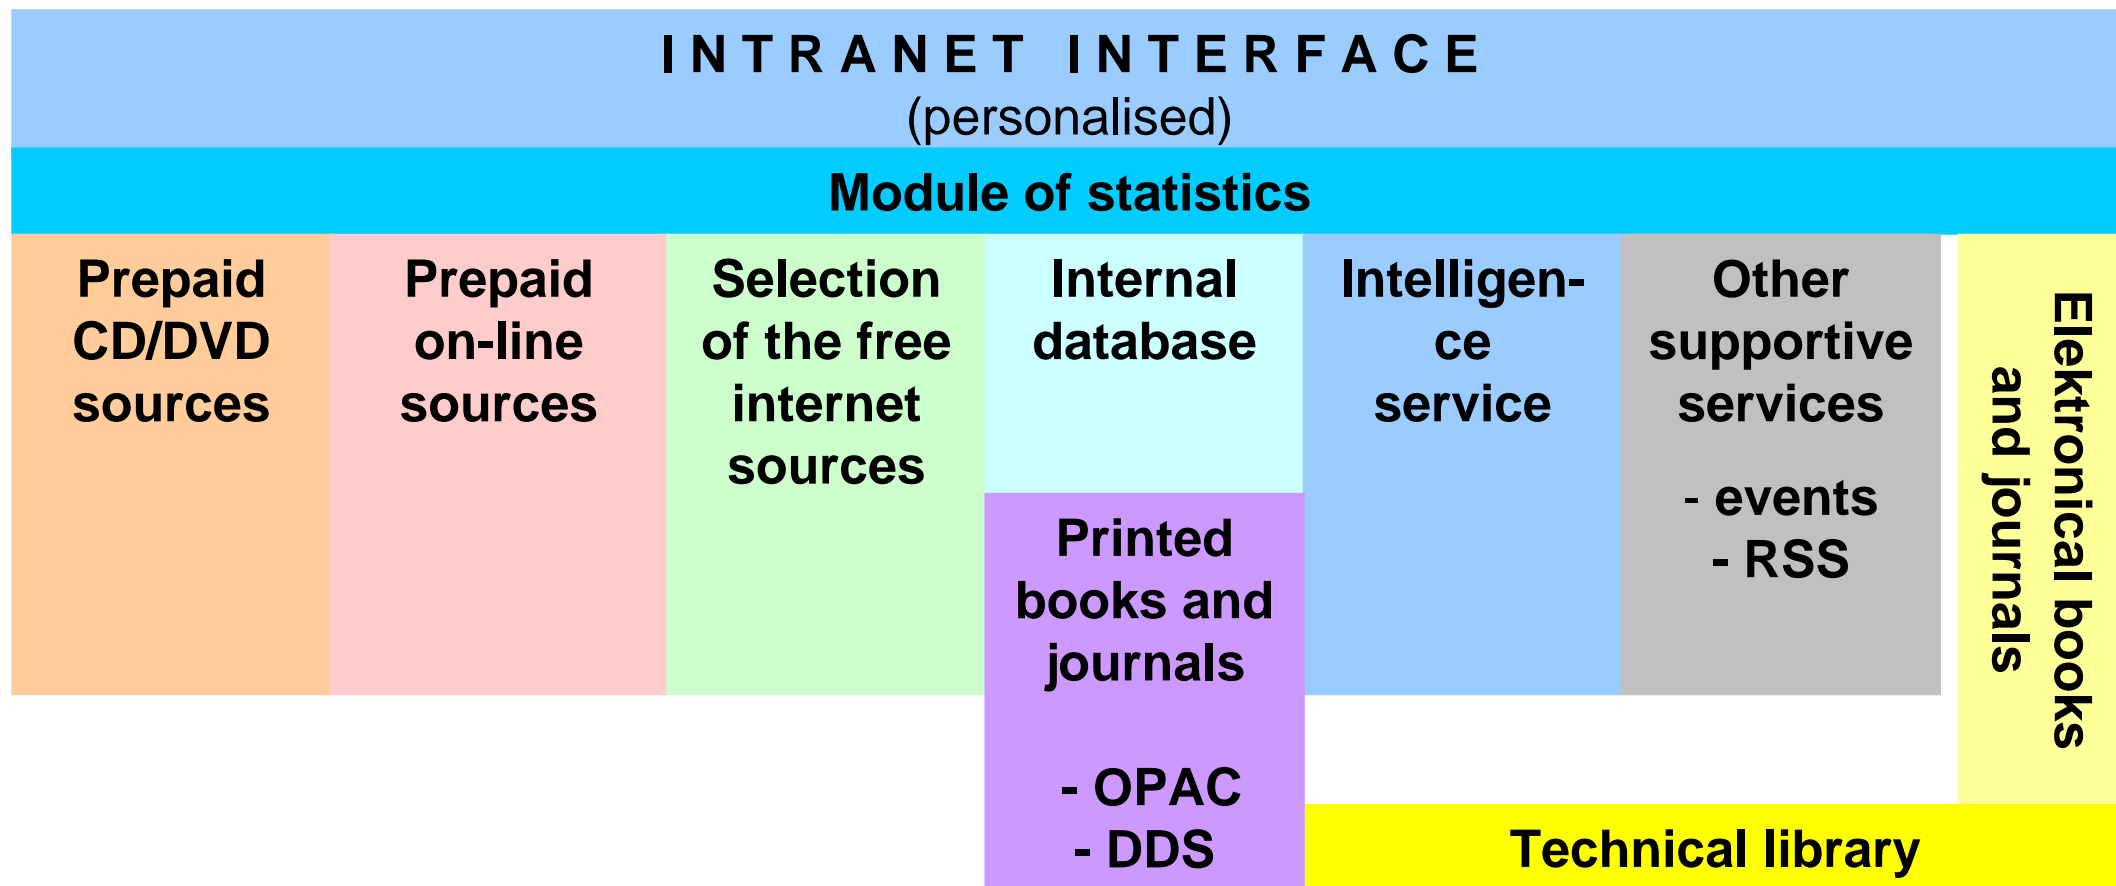 INTRANET INTERFACE
(personalised)
Module of statistics
Prepaid
CD/DVD
sources
Prepaid
on-line
sources
Selection
of the free
internet
sources
Internal
database
Printed
books and
journals
- OPAC
- DDS
Intelligen-
ce
service
Other
supportive
services
- events
- RSS
Elektronical books
and journals
Technical library